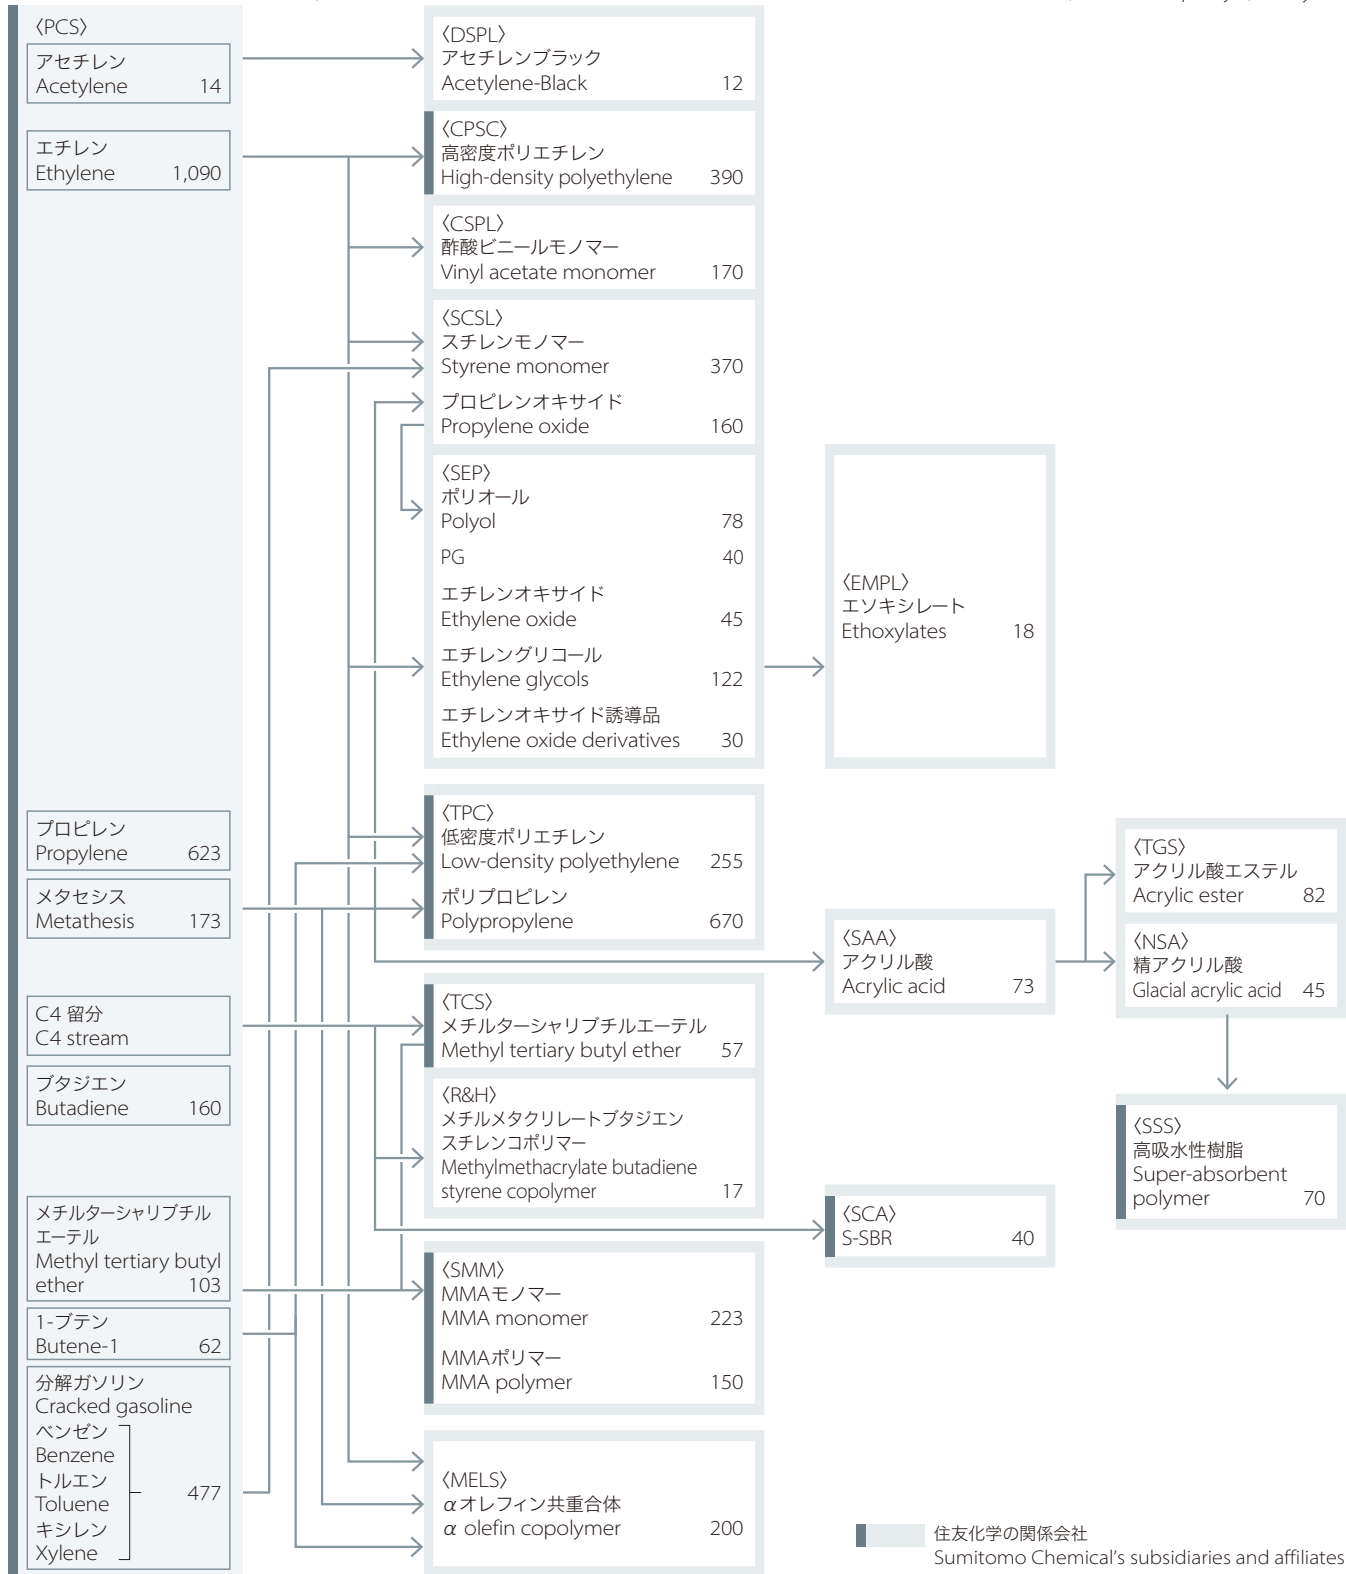 〈PCS〉
アセチレン
Acetylene 14
エチレン
Ethylene 1,090
プロピレン
Propylene 623
メタセシス
Metathesis 173
C4 留分
C4 stream
ブタジエン
Butadiene 160
メチルターシャリブチル
エーテル
Methyl tertiary butyl
ether 103
1-ブテン
Butene-1 62
分解ガソリン
Cracked gasoline
ベンゼン
Benzene
トルエン
Toluene
477
キシレン
Xylene
〈DSPL〉
アセチレンブラック
Acetylene-Black 12
〈CPSC〉
高密度ポリエチレン
High-density polyethylene 390
〈CSPL〉
酢酸ビニールモノマー
Vinyl acetate monomer 170
〈SCSL〉
スチレンモノマー
Styrene monomer 370
プロピレンオキサイド
Propylene oxide 160
〈SEP〉
ポリオール
Polyol 78
PG 40
エチレンオキサイド
Ethylene oxide 45
エチレングリコール
Ethylene glycols 122
エチレンオキサイド誘導品
Ethylene oxide derivatives 30
〈TPC〉
低密度ポリエチレン
Low-density polyethylene 255
ポリプロピレン
Polypropylene 670
〈TCS〉
メチルターシャリブチルエーテル
Methyl tertiary butyl ether 57
〈R&H〉
メチルメタクリレートブタジエン
スチレンコポリマー
Methylmethacrylate butadiene
styrene copolymer 17
〈SMM〉
MMAモノマー
MMA monomer 223
MMAポリマー
MMA polymer 150
〈MELS〉
αオレフィン共重合体
α olefin copolymer 200
〈EMPL〉
エソキシレート
Ethoxylates 18
〈SAA〉
アクリル酸
Acrylic acid 73
〈SCA〉
S-SBR 40
〈TGS〉
アクリル酸エステル
Acrylic ester 82
〈NSA〉
精アクリル酸
Glacial acrylic acid 45
〈SSS〉
高吸水性樹脂
Super-absorbent
polymer 70
住友化学の関係会社
Sumitomo Chemical's subsidiaries and affiliates